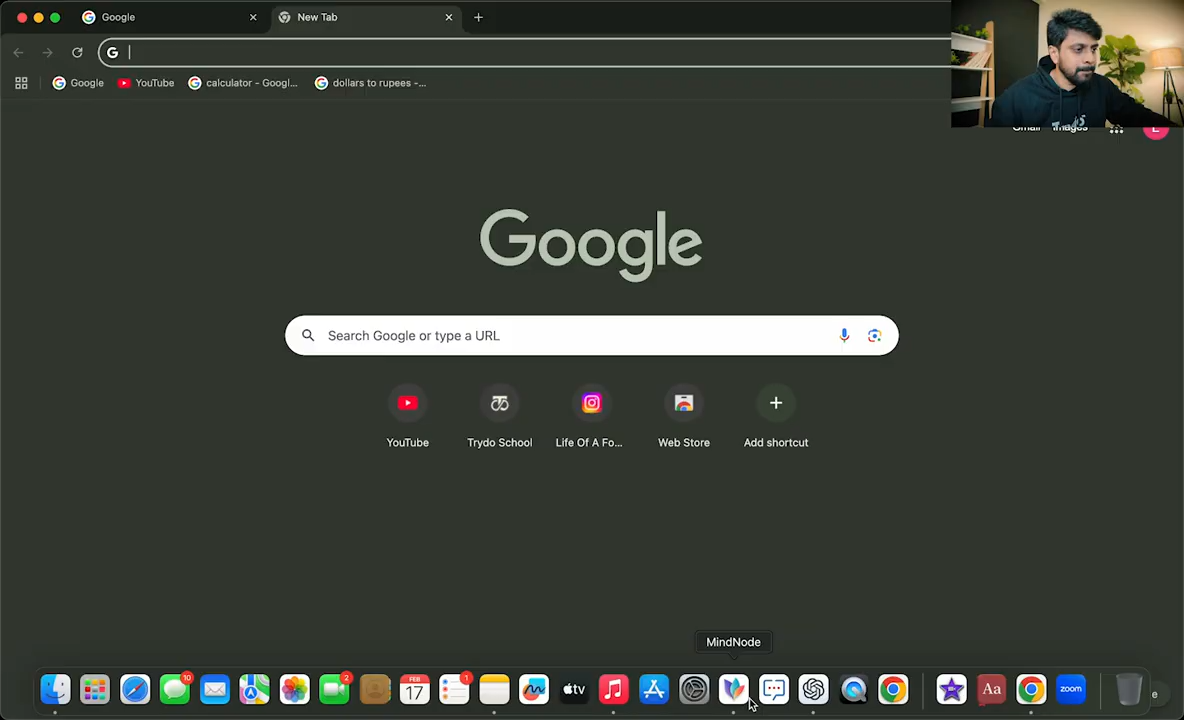 Google
New Tab
G
Google
YouTube
calculator - Googl...
dollars to rupees -...
Gmail
Images
Google
Search Google or type a URL
YouTube
Trydo School
Life Of A Fo...
Web Store
Add shortcut
MindNode
10
2
FEB
17
1
tv
Aa
zoom
e